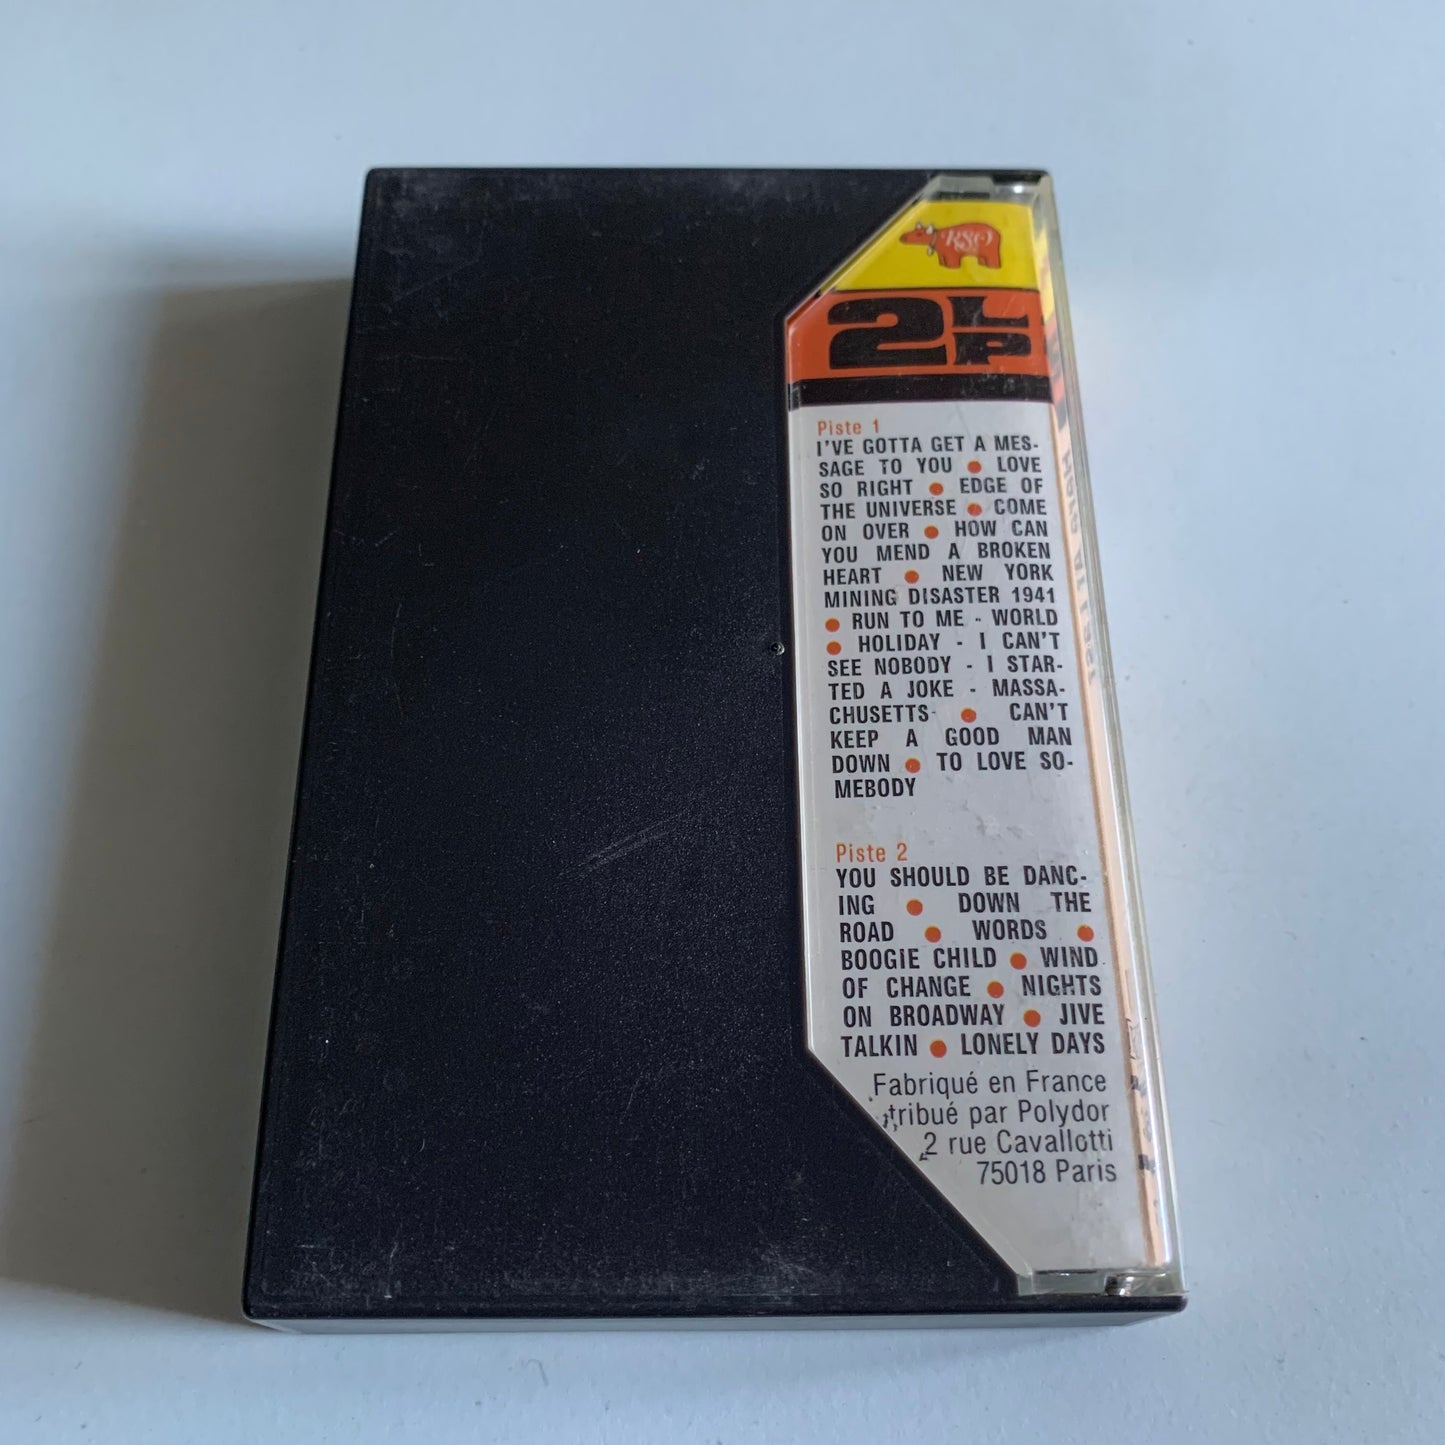 RSO
2 LP
Piste 1
I'VE GOTTA GET A MES-
SAGE TO YOU ● LOVE
SO RIGHT ● EDGE OF
THE UNIVERSE ● COME
ON OVER ● HOW CAN
YOU MEND A BROKEN
HEART ● NEW YORK
MINING DISASTER 1941
● RUN TO ME - WORLD
● HOLIDAY - I CAN'T
SEE NOBODY - I STAR-
TED A JOKE - MASSA-
CHUSETTS ● CAN'T
KEEP A GOOD MAN
DOWN ● TO LOVE SO-
MEBODY
Piste 2
YOU SHOULD BE DANC-
ING ● DOWN THE
ROAD ● WORDS ●
BOOGIE CHILD ● WIND
OF CHANGE ● NIGHTS
ON BROADWAY ● JIVE
TALKIN ● LONELY DAYS
Fabriqué en France
tribué par Polydor
2 rue Cavallotti
75018 Paris